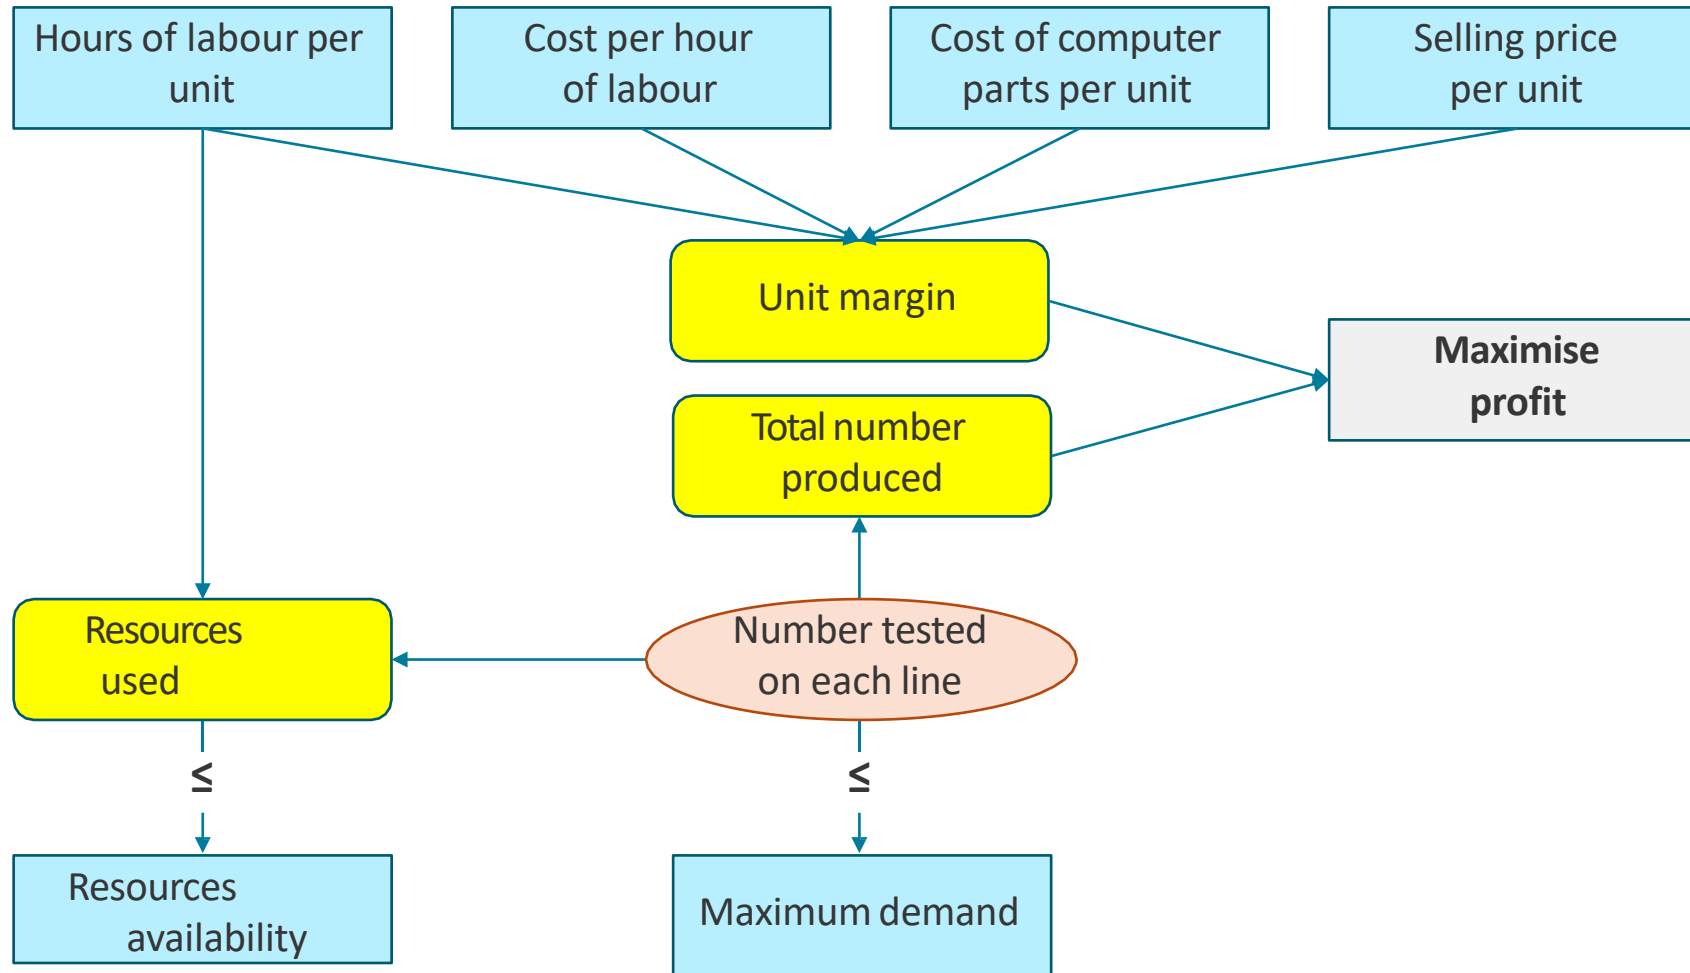 Hours of labour per
unit
Cost per hour
of labour
Cost of computer
parts per unit
Selling price
per unit
Unit margin
Maximise
profit
Total number
produced
Resources
used
Number tested
on each line
≤
≤
Resources
availability
Maximum demand